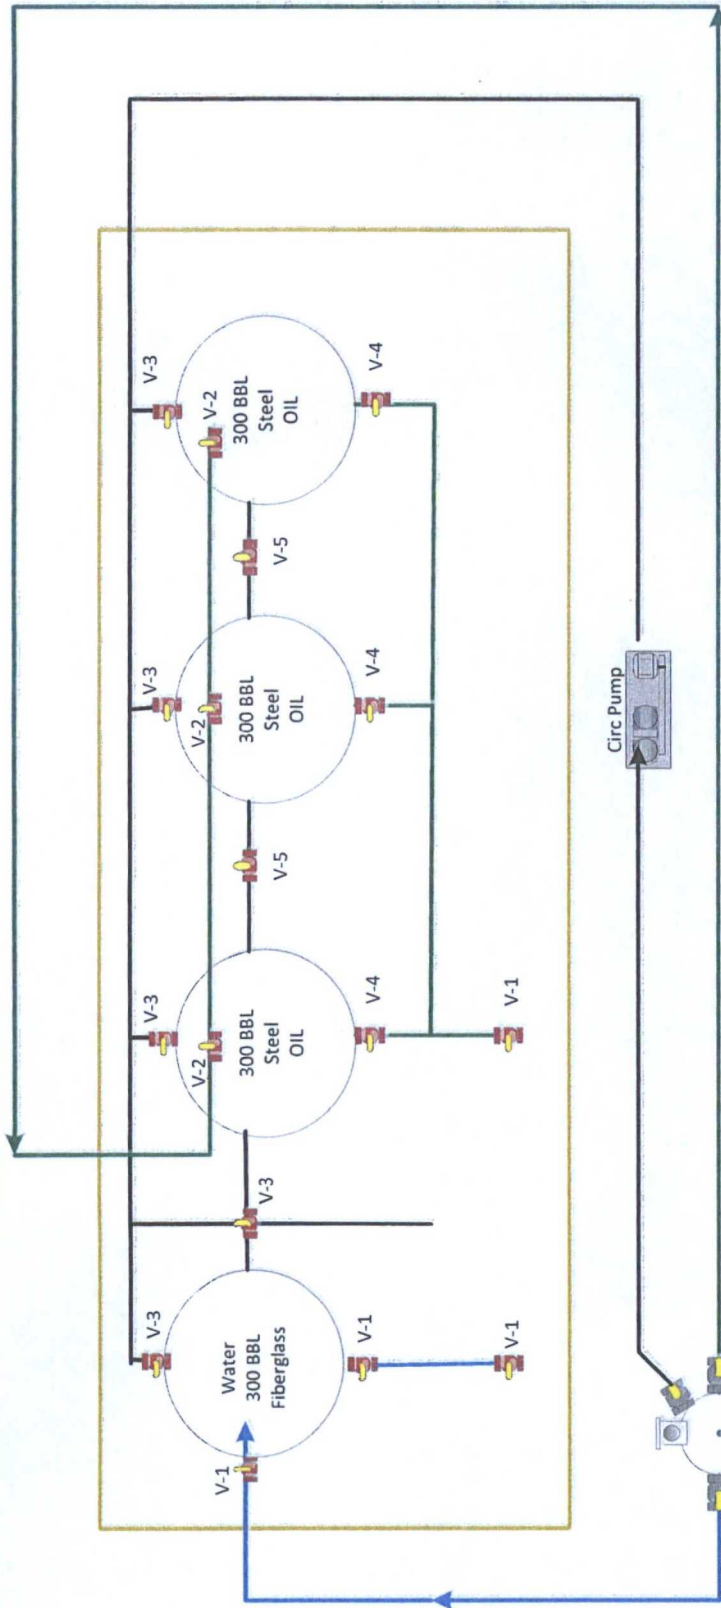 V-3
V-3
V-3
V-3
V-2
V-2
V-2
V-1
Water
300 BBL
Fiberglass
300 BBL
Steel
OIL
300 BBL
Steel
OIL
300 BBL
Steel
OIL
V-3
V-5
V-5
V-1
V-4
V-4
V-4
V-1
V-1
Circ Pump